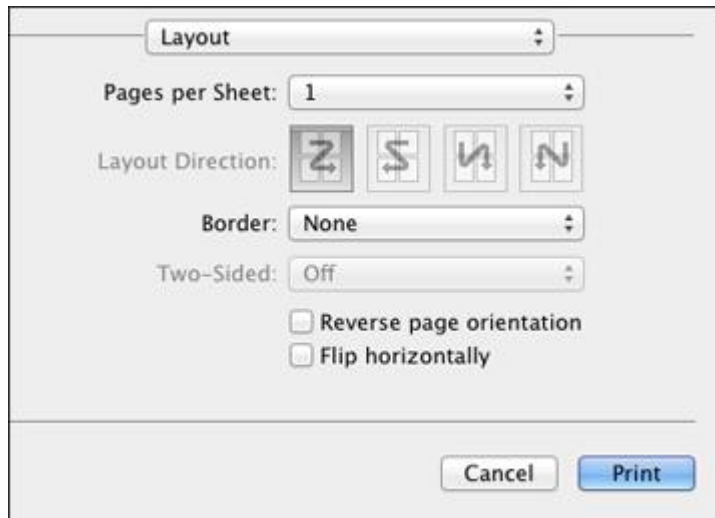 Layout
Pages per Sheet: 1
Layout Direction:
Border: None
Two-Sided: Off
Reverse page orientation
Flip horizontally
Cancel Print